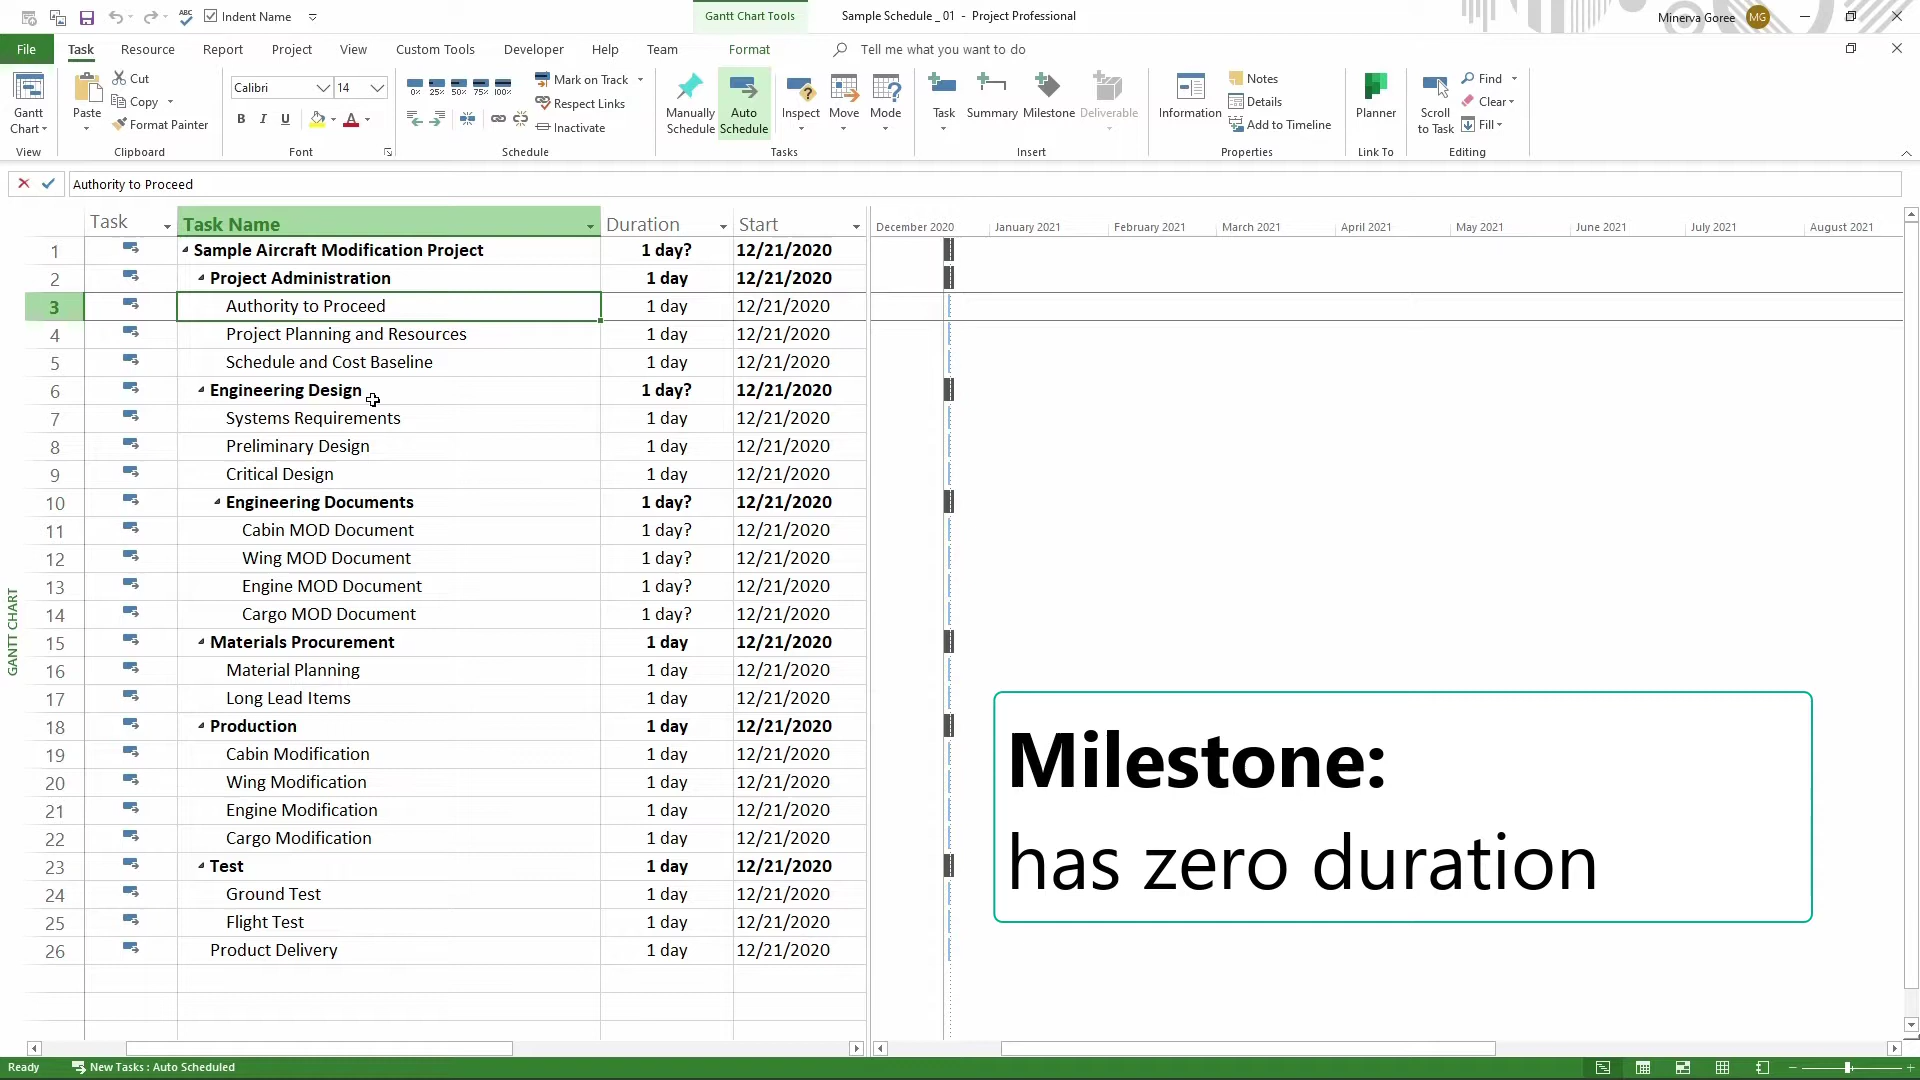 Indent Name
Gantt Chart Tools
Sample Schedule _ 01 - Project Professional
Minerva Goree
MG
File Task Resource Report Project View Custom Tools Developer Help Team Format Tell me what you want to do
Gantt Chart
View
Paste
Cut
Copy
Format Painter
Clipboard
Calibri 14
B I U A
Font
0% 25% 50% 75% 100%
Mark on Track
Respect Links
Inactivate
Schedule
Manually Schedule
Auto Schedule
Inspect Move Mode
Tasks
Task Summary Milestone Deliverable
Insert
Information
Notes
Details
Add to Timeline
Properties
Planner
Link To
Scroll to Task
Find
Clear
Fill
Editing
Authority to Proceed
Task Task Name Duration Start
December 2020 January 2021 February 2021 March 2021 April 2021 May 2021 June 2021 July 2021 August 2021
1 Sample Aircraft Modification Project 1 day? 12/21/2020
2 Project Administration 1 day 12/21/2020
3 Authority to Proceed 1 day 12/21/2020
4 Project Planning and Resources 1 day 12/21/2020
5 Schedule and Cost Baseline 1 day 12/21/2020
6 Engineering Design 1 day? 12/21/2020
7 Systems Requirements 1 day 12/21/2020
8 Preliminary Design 1 day 12/21/2020
9 Critical Design 1 day 12/21/2020
10 Engineering Documents 1 day? 12/21/2020
11 Cabin MOD Document 1 day? 12/21/2020
12 Wing MOD Document 1 day? 12/21/2020
13 Engine MOD Document 1 day? 12/21/2020
14 Cargo MOD Document 1 day? 12/21/2020
15 Materials Procurement 1 day 12/21/2020
16 Material Planning 1 day 12/21/2020
17 Long Lead Items 1 day 12/21/2020
18 Production 1 day 12/21/2020
19 Cabin Modification 1 day 12/21/2020
20 Wing Modification 1 day 12/21/2020
21 Engine Modification 1 day 12/21/2020
22 Cargo Modification 1 day 12/21/2020
23 Test 1 day 12/21/2020
24 Ground Test 1 day 12/21/2020
25 Flight Test 1 day 12/21/2020
26 Product Delivery 1 day 12/21/2020
GANTT CHART
Milestone:
has zero duration
Ready New Tasks : Auto Scheduled